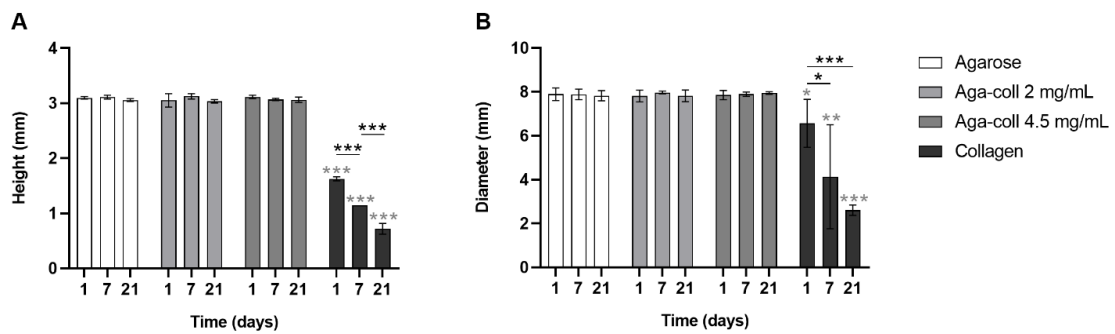 A
Height (mm)
4
3
2
1
0
***
***
***
***
***
1 7 21 1 7 21 1 7 21 1 7 21
Time (days)
B
Diameter (mm)
10
8
6
4
2
0
***
*
*
**
***
1 7 21 1 7 21 1 7 21 1 7 21
Time (days)
Agarose
Aga-coll 2 mg/mL
Aga-coll 4.5 mg/mL
Collagen